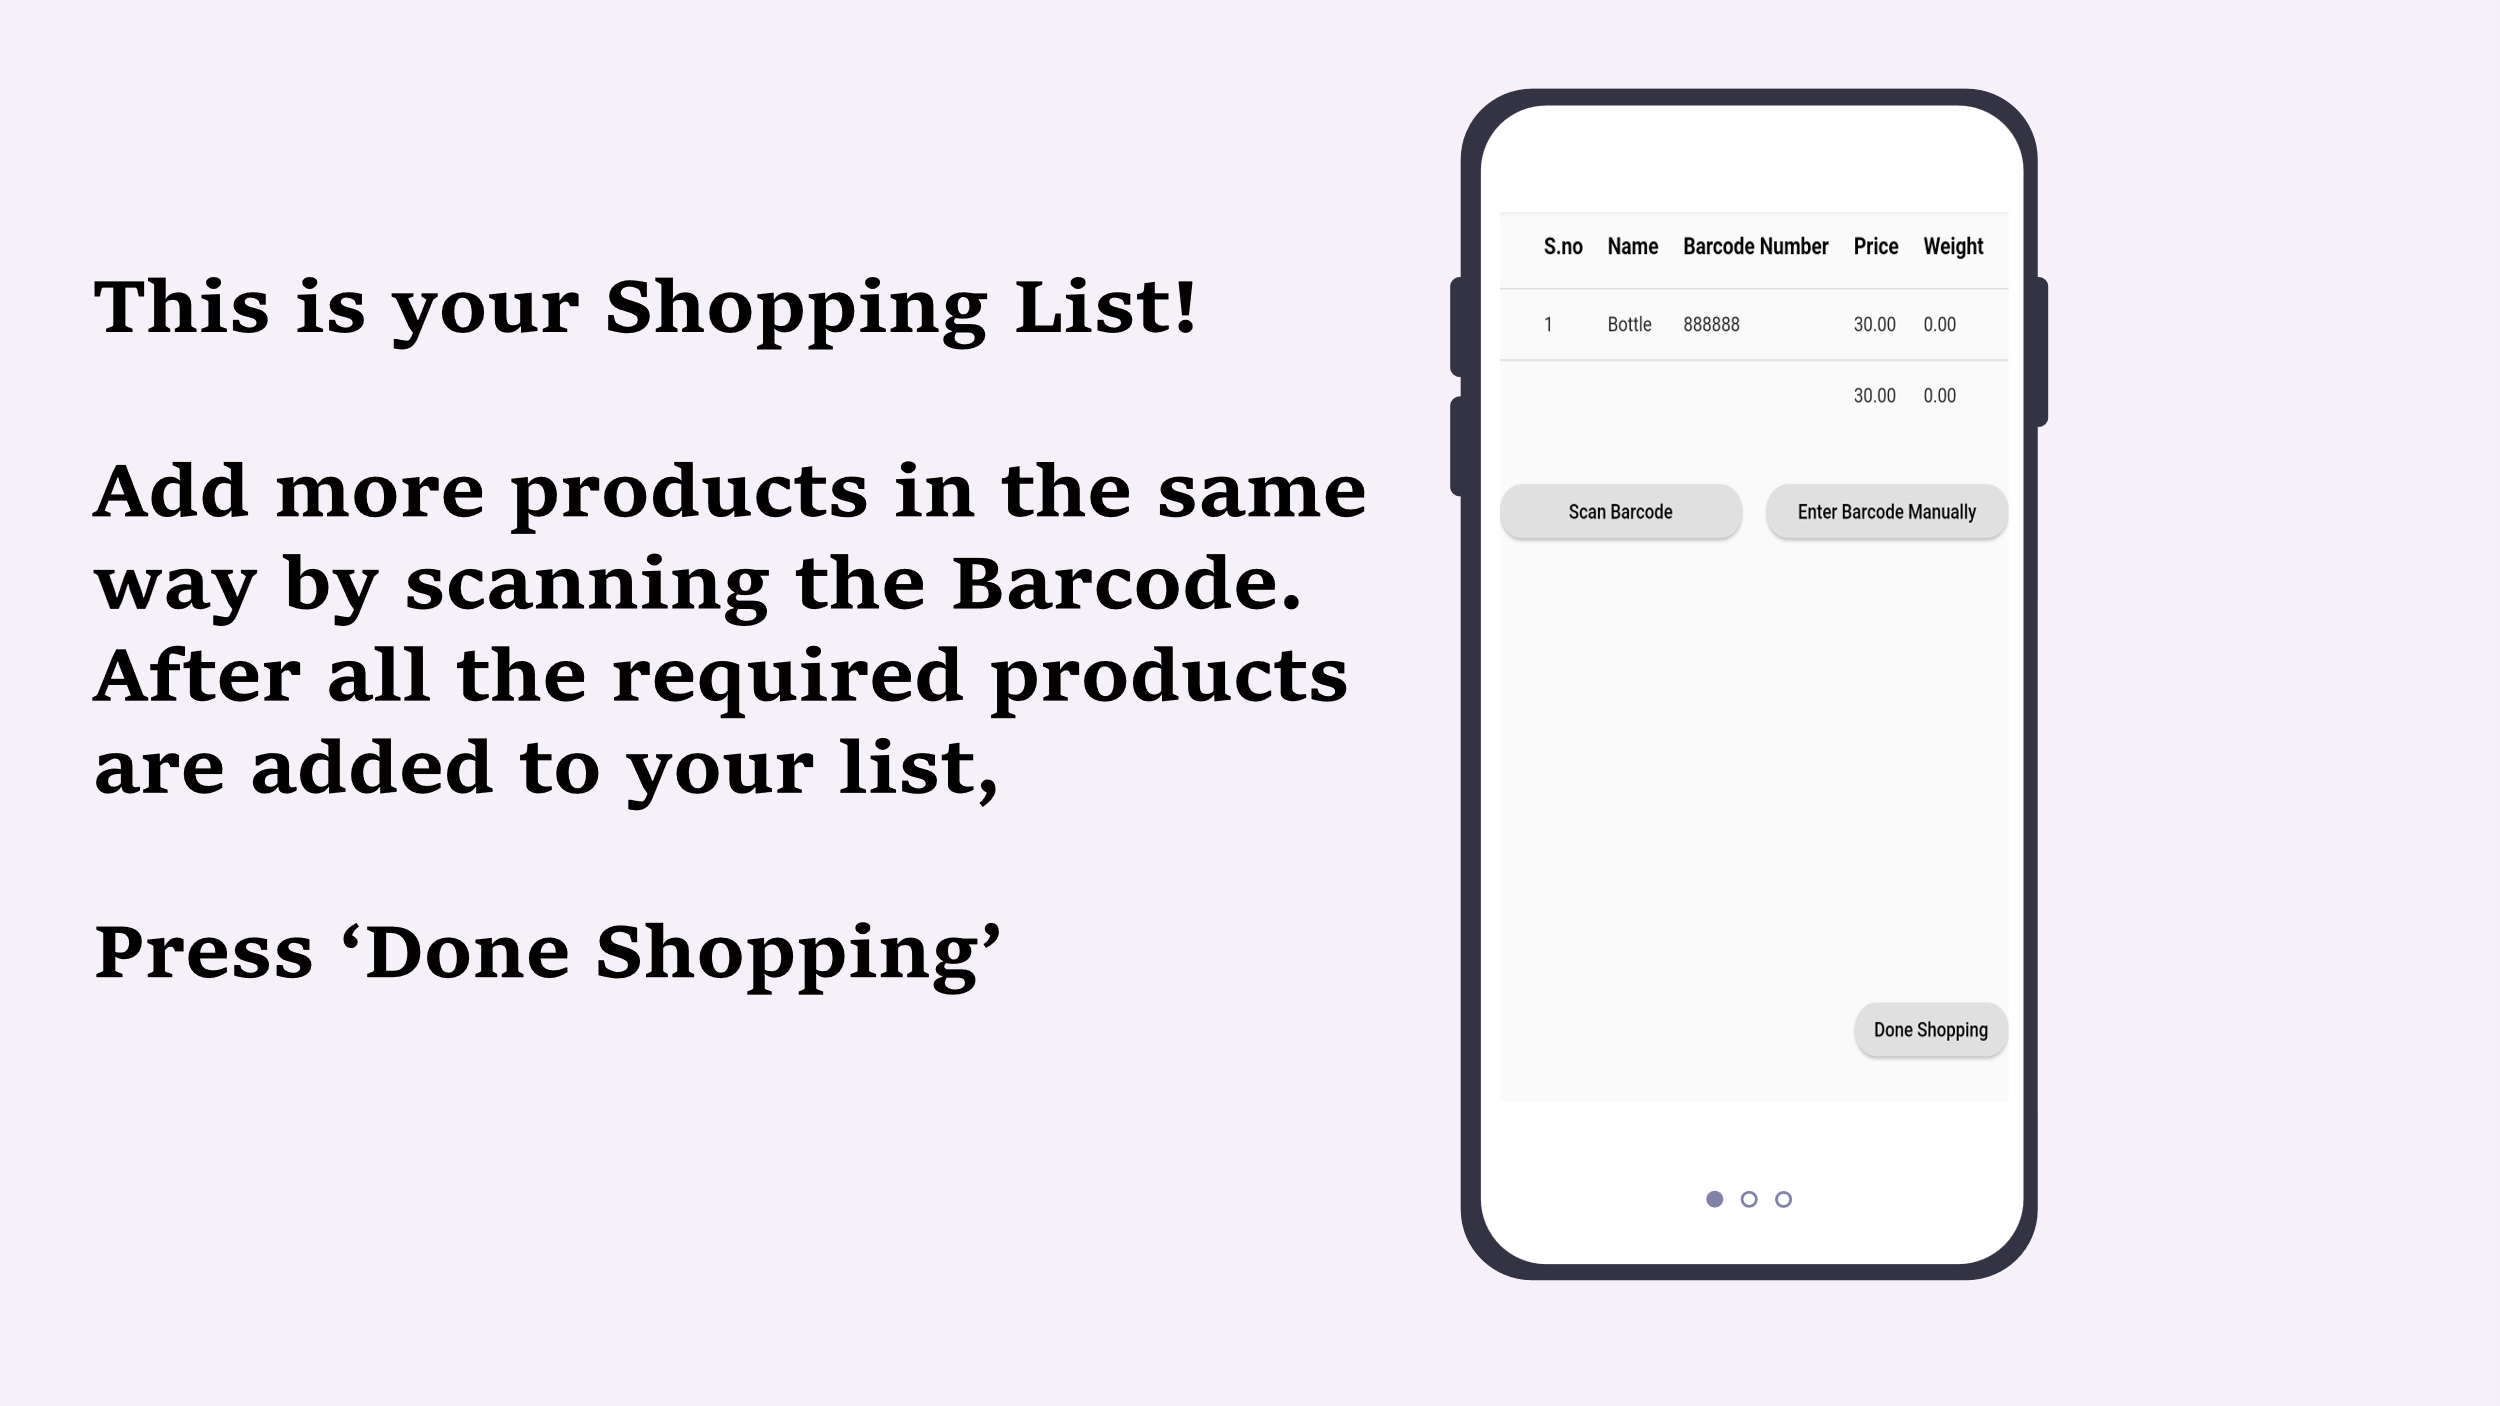 This is your Shopping List!
Add more products in the same
way by scanning the Barcode.
After all the required products
are added to your list,
Press ‘Done Shopping’
S.no Name Barcode Number Price Weight
1 Bottle 888888 30.00 0.00
30.00 0.00
Scan Barcode Enter Barcode Manually
Done Shopping